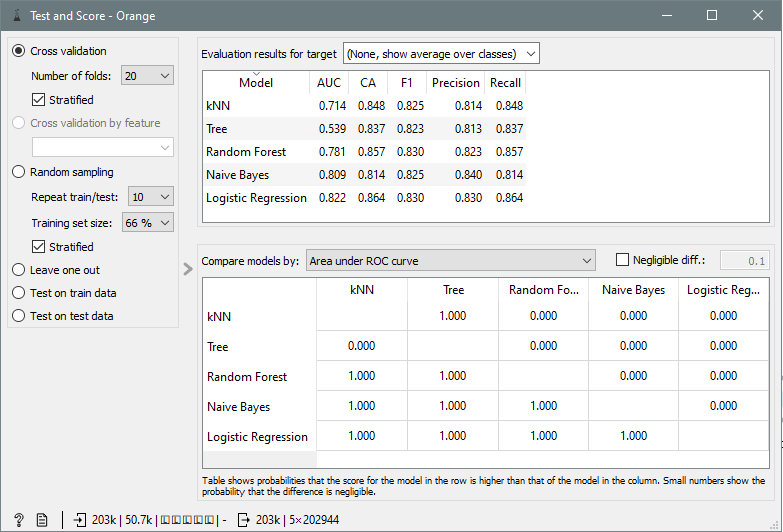 Test and Score - Orange
Cross validation
Number of folds: 20
Stratified
Cross validation by feature
Random sampling
Repeat train/test: 10
Training set size: 66 %
Stratified
Leave one out
Test on train data
Test on test data
Evaluation results for target (None, show average over classes)
Model AUC CA F1 Precision Recall
kNN 0.714 0.848 0.825 0.814 0.848
Tree 0.539 0.837 0.823 0.813 0.837
Random Forest 0.781 0.857 0.830 0.823 0.857
Naive Bayes 0.809 0.814 0.825 0.840 0.814
Logistic Regression 0.822 0.864 0.830 0.830 0.864
Compare models by: Area under ROC curve Negligible diff.: 0.1
kNN Tree Random Fo... Naive Bayes Logistic Reg...
kNN 1.000 0.000 0.000 0.000
Tree 0.000 0.000 0.000 0.000
Random Forest 1.000 1.000 0.000 0.000
Naive Bayes 1.000 1.000 1.000 0.000
Logistic Regression 1.000 1.000 1.000 1.000
Table shows probabilities that the score for the model in the row is higher than that of the model in the column. Small numbers show the
probability that the difference is negligible.
? 203k | 50.7k | | - 203k | 5×202944